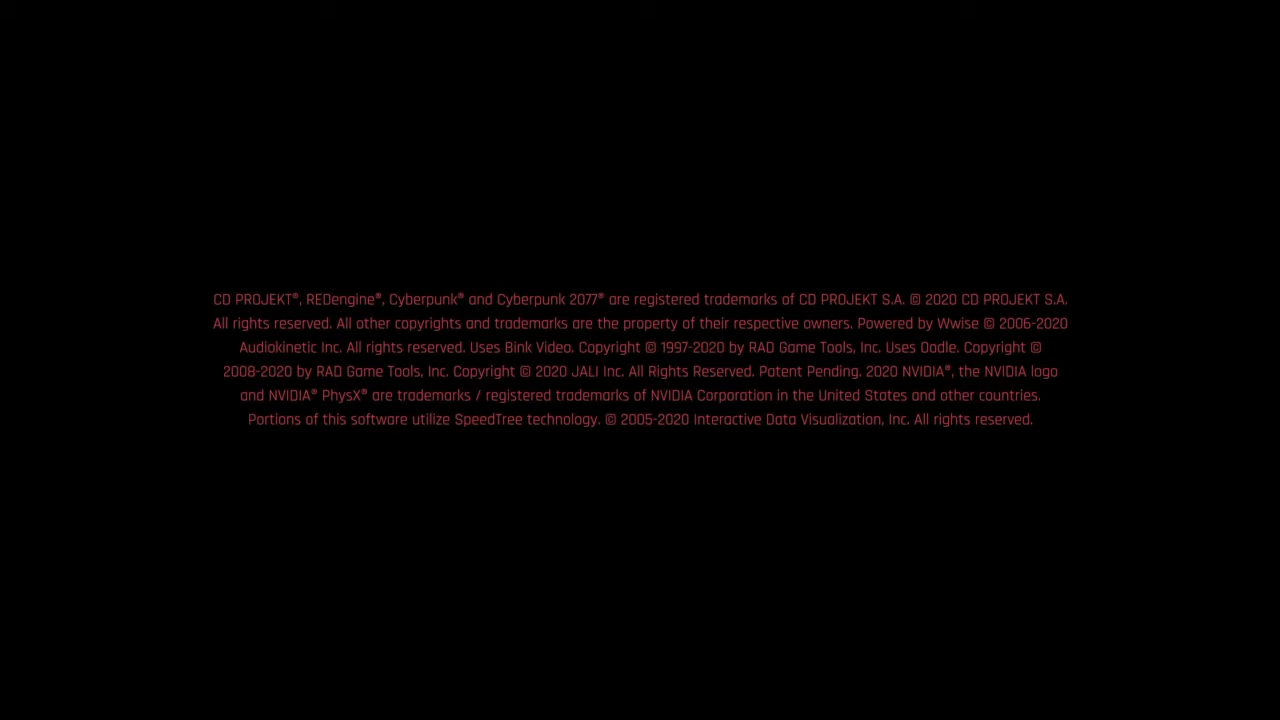 CD PROJEKT®, REDengine®, Cyberpunk® and Cyberpunk 2077® are registered trademarks of CD PROJEKT S.A. © 2020 CD PROJEKT S.A.
All rights reserved. All other copyrights and trademarks are the property of their respective owners. Powered by Wwise © 2006-2020
Audiokinetic Inc. All rights reserved. Uses Bink Video. Copyright © 1997-2020 by RAD Game Tools, Inc. Uses Oodle. Copyright ©
2008-2020 by RAD Game Tools, Inc. Copyright © 2020 JALI Inc. All Rights Reserved. Patent Pending. 2020 NVIDIA®, the NVIDIA logo
and NVIDIA® PhysX® are trademarks / registered trademarks of NVIDIA Corporation in the United States and other countries.
Portions of this software utilize SpeedTree technology. © 2005-2020 Interactive Data Visualization, Inc. All rights reserved.